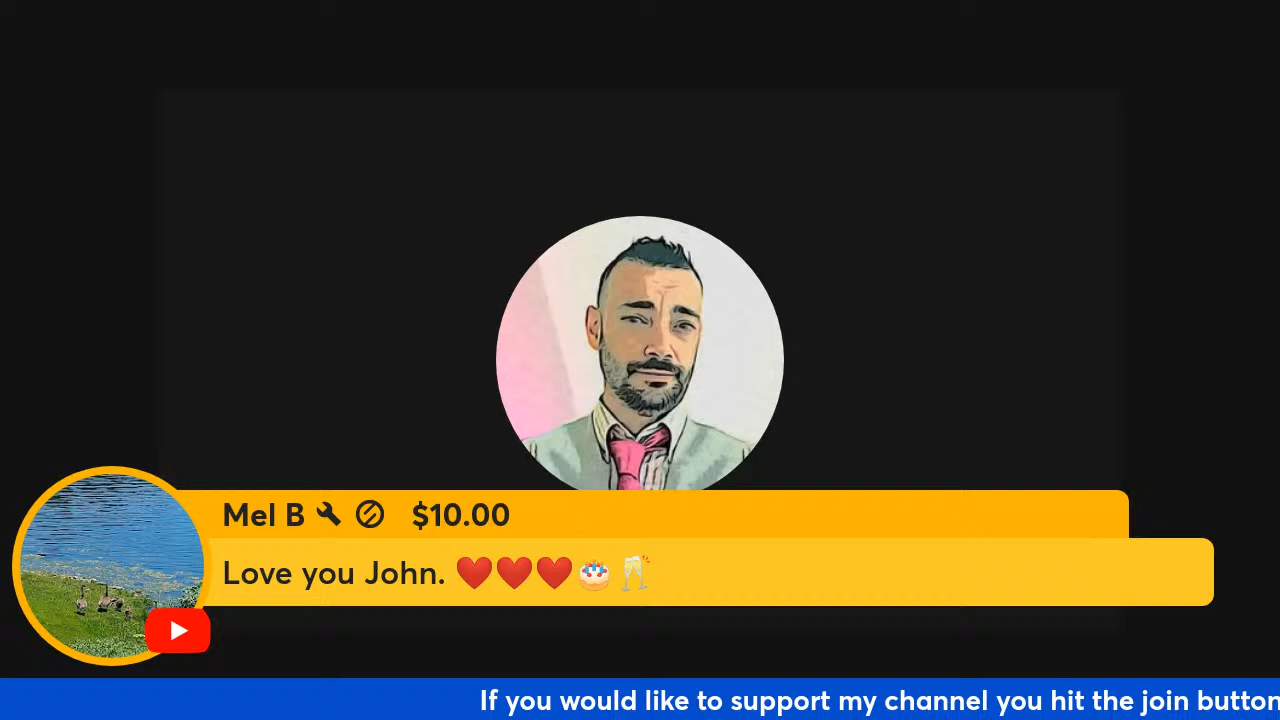 Mel B $10.00
Love you John. ❤️❤️❤️🎂🥂
If you would like to support my channel you hit the join button